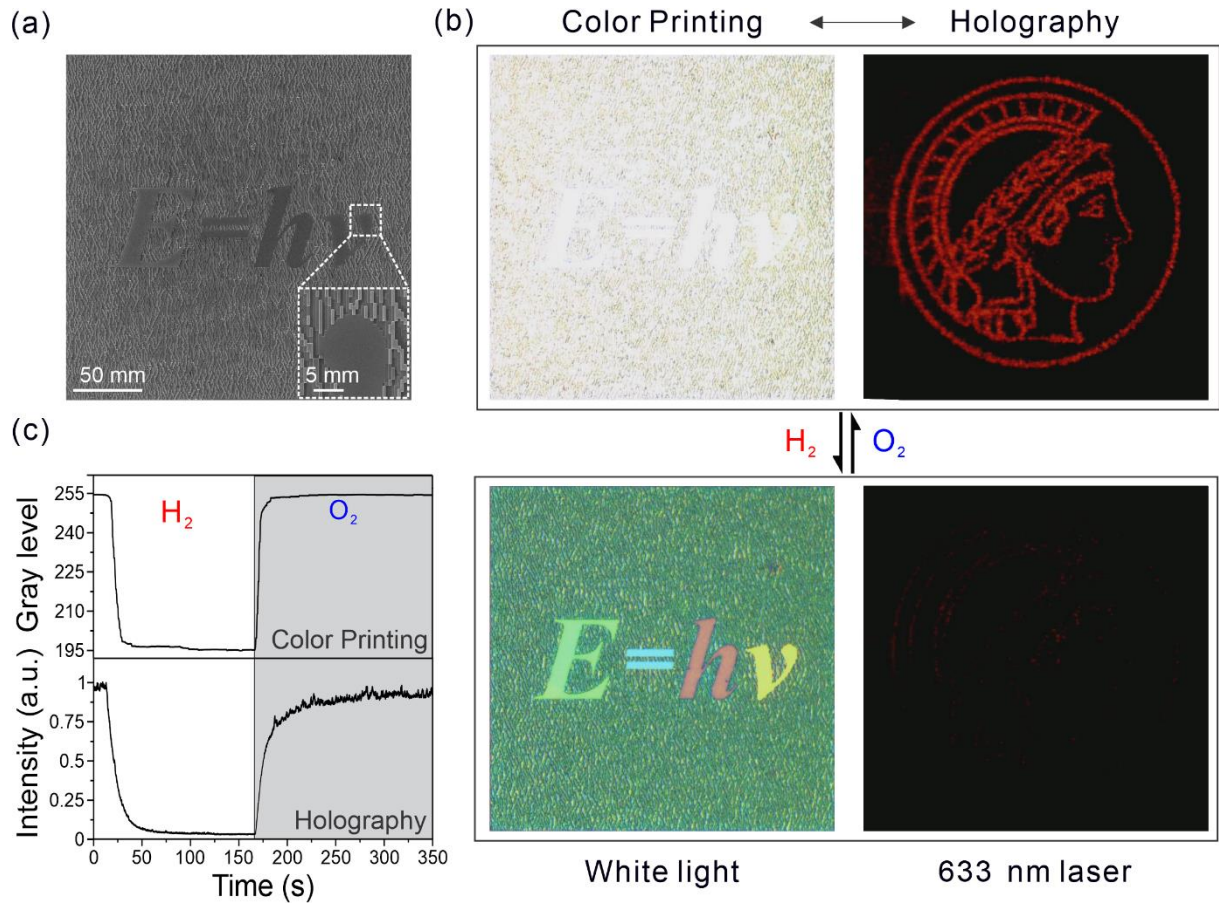 (a)
E=hν
50 mm
5 mm
(b)
Color Printing
Holography
E=hν
H₂
O₂
E=hν
White light
633 nm laser
(c)
Gray level
255
240
225
210
195
H₂
O₂
Color Printing
Intensity (a.u.)
1
0.75
0.5
0.25
0
Holography
0
50
100
150
200
250
300
350
Time (s)